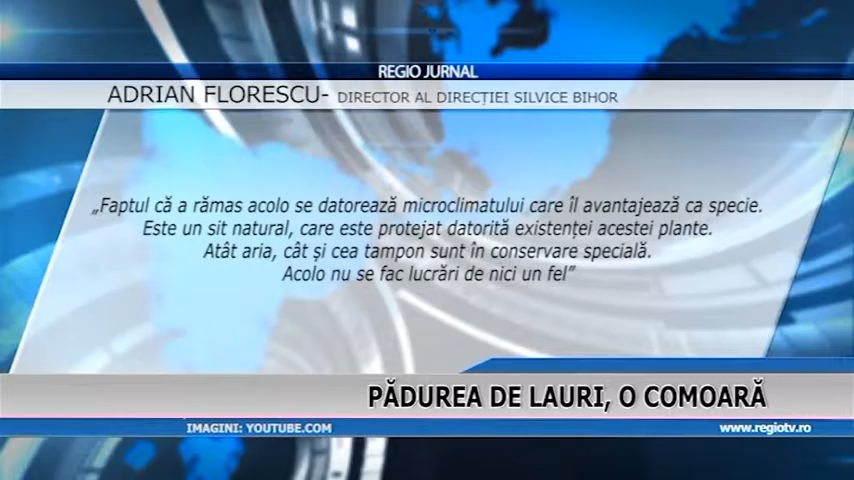 REGIO JURNAL
ADRIAN FLORESCU- DIRECTOR AL DIRECȚIEI SILVICE BIHOR
„Faptul că a rămas acolo se datorează microclimatului care îl avantajează ca specie.
Este un sit natural, care este protejat datorită existenței acestei plante.
Atât aria, cât și cea tampon sunt în conservare specială.
Acolo nu se fac lucrări de nici un fel”
PĂDUREA DE LAURI, O COMOARĂ
IMAGINI: YOUTUBE.COM
www.regiotv.ro